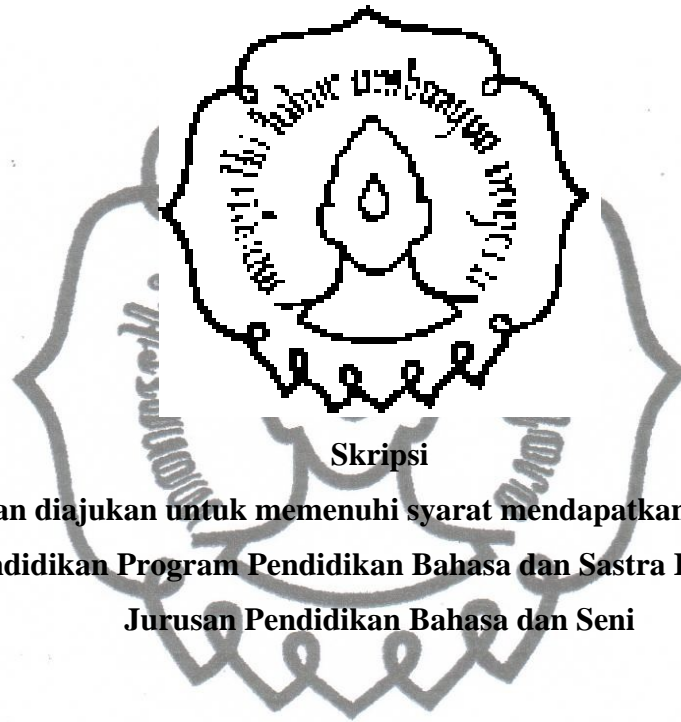 Skripsi
an diajukan untuk memenuhi syarat mendapatkan
ndidikan Program Pendidikan Bahasa dan Sastra
Jurusan Pendidikan Bahasa dan Seni